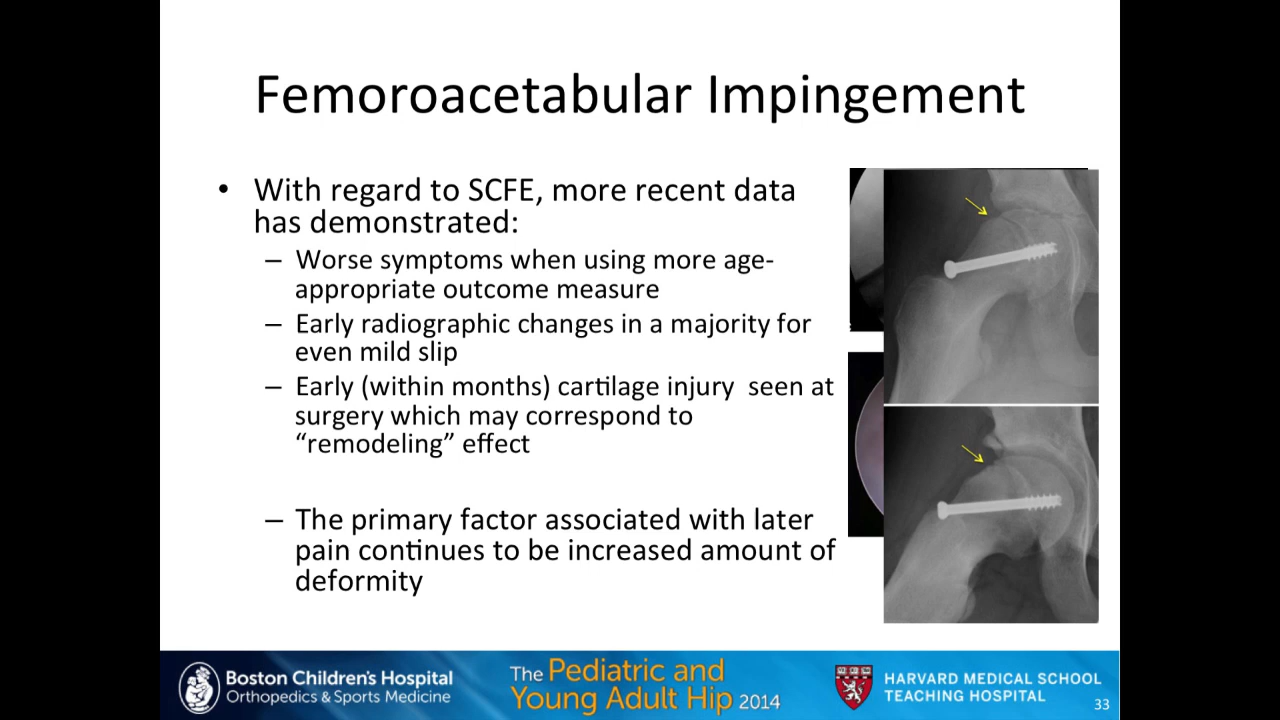 Femoroacetabular Impingement
• With regard to SCFE, more recent data
has demonstrated:
– Worse symptoms when using more age-
appropriate outcome measure
– Early radiographic changes in a majority for
even mild slip
– Early (within months) cartilage injury seen at
surgery which may correspond to
“remodeling” effect
– The primary factor associated with later
pain continues to be increased amount of
deformity
Boston Children's Hospital
Orthopedics & Sports Medicine
The Pediatric and
Young Adult Hip 2014
HARVARD MEDICAL SCHOOL
TEACHING HOSPITAL
33